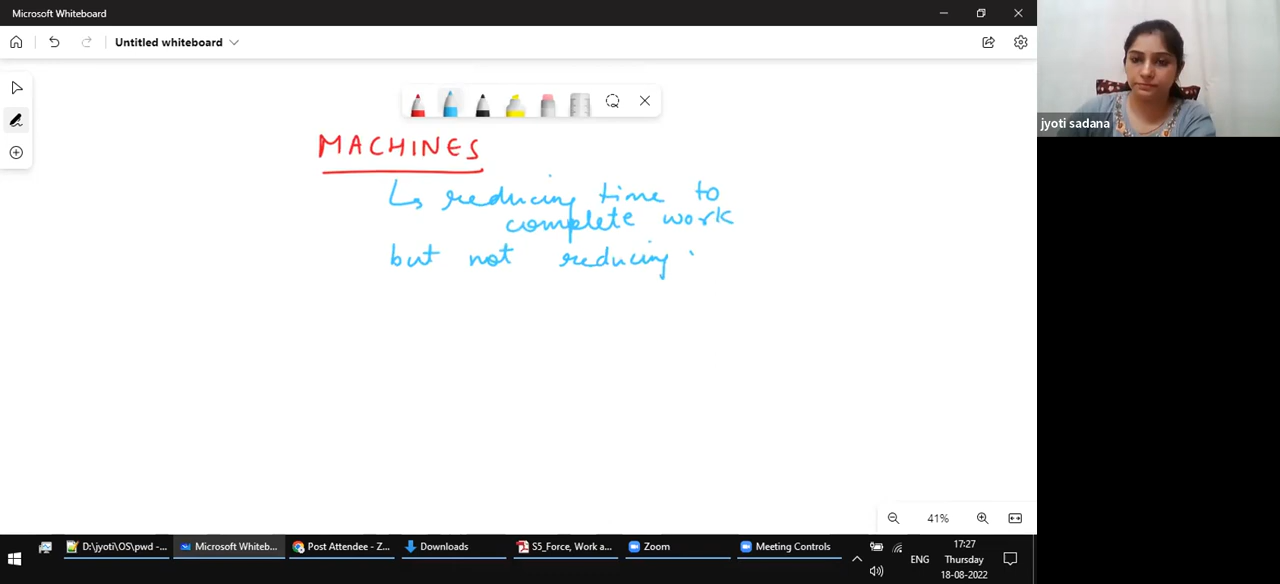 Microsoft Whiteboard
Untitled whiteboard
jyoti sadana
MACHINES
reducing time to
complete work
but not reducing
41%
D:\jyoti\OS\pwd -...
Microsoft Whiteb...
Post Attendee - Z...
Downloads
S5_Force, Work a...
Zoom
Meeting Controls
ENG
17:27
Thursday
18-08-2022